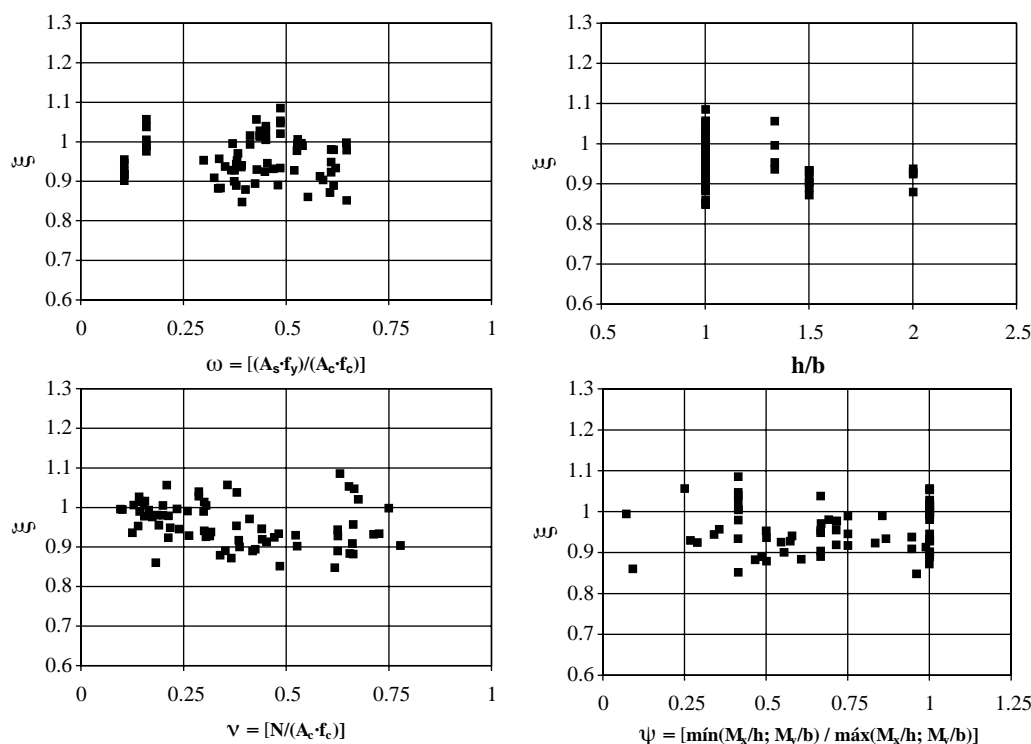 1.3
1.2
1.1
1
0.9
0.8
0.7
0.6
ξ
0 0.25 0.5 0.75 1
ω = [(As·fy)/(Ac·fc)]
1.3
1.2
1.1
1
0.9
0.8
0.7
0.6
ξ
0.5 1 1.5 2 2.5
h/b
1.3
1.2
1.1
1
0.9
0.8
0.7
0.6
ξ
0 0.25 0.5 0.75 1
ν = [N/(Ac·fc)]
1.3
1.2
1.1
1
0.9
0.8
0.7
0.6
ξ
0 0.25 0.5 0.75 1 1.25
ψ = [mín(Mx/h; My/b) / máx(Mx/h; My/b)]